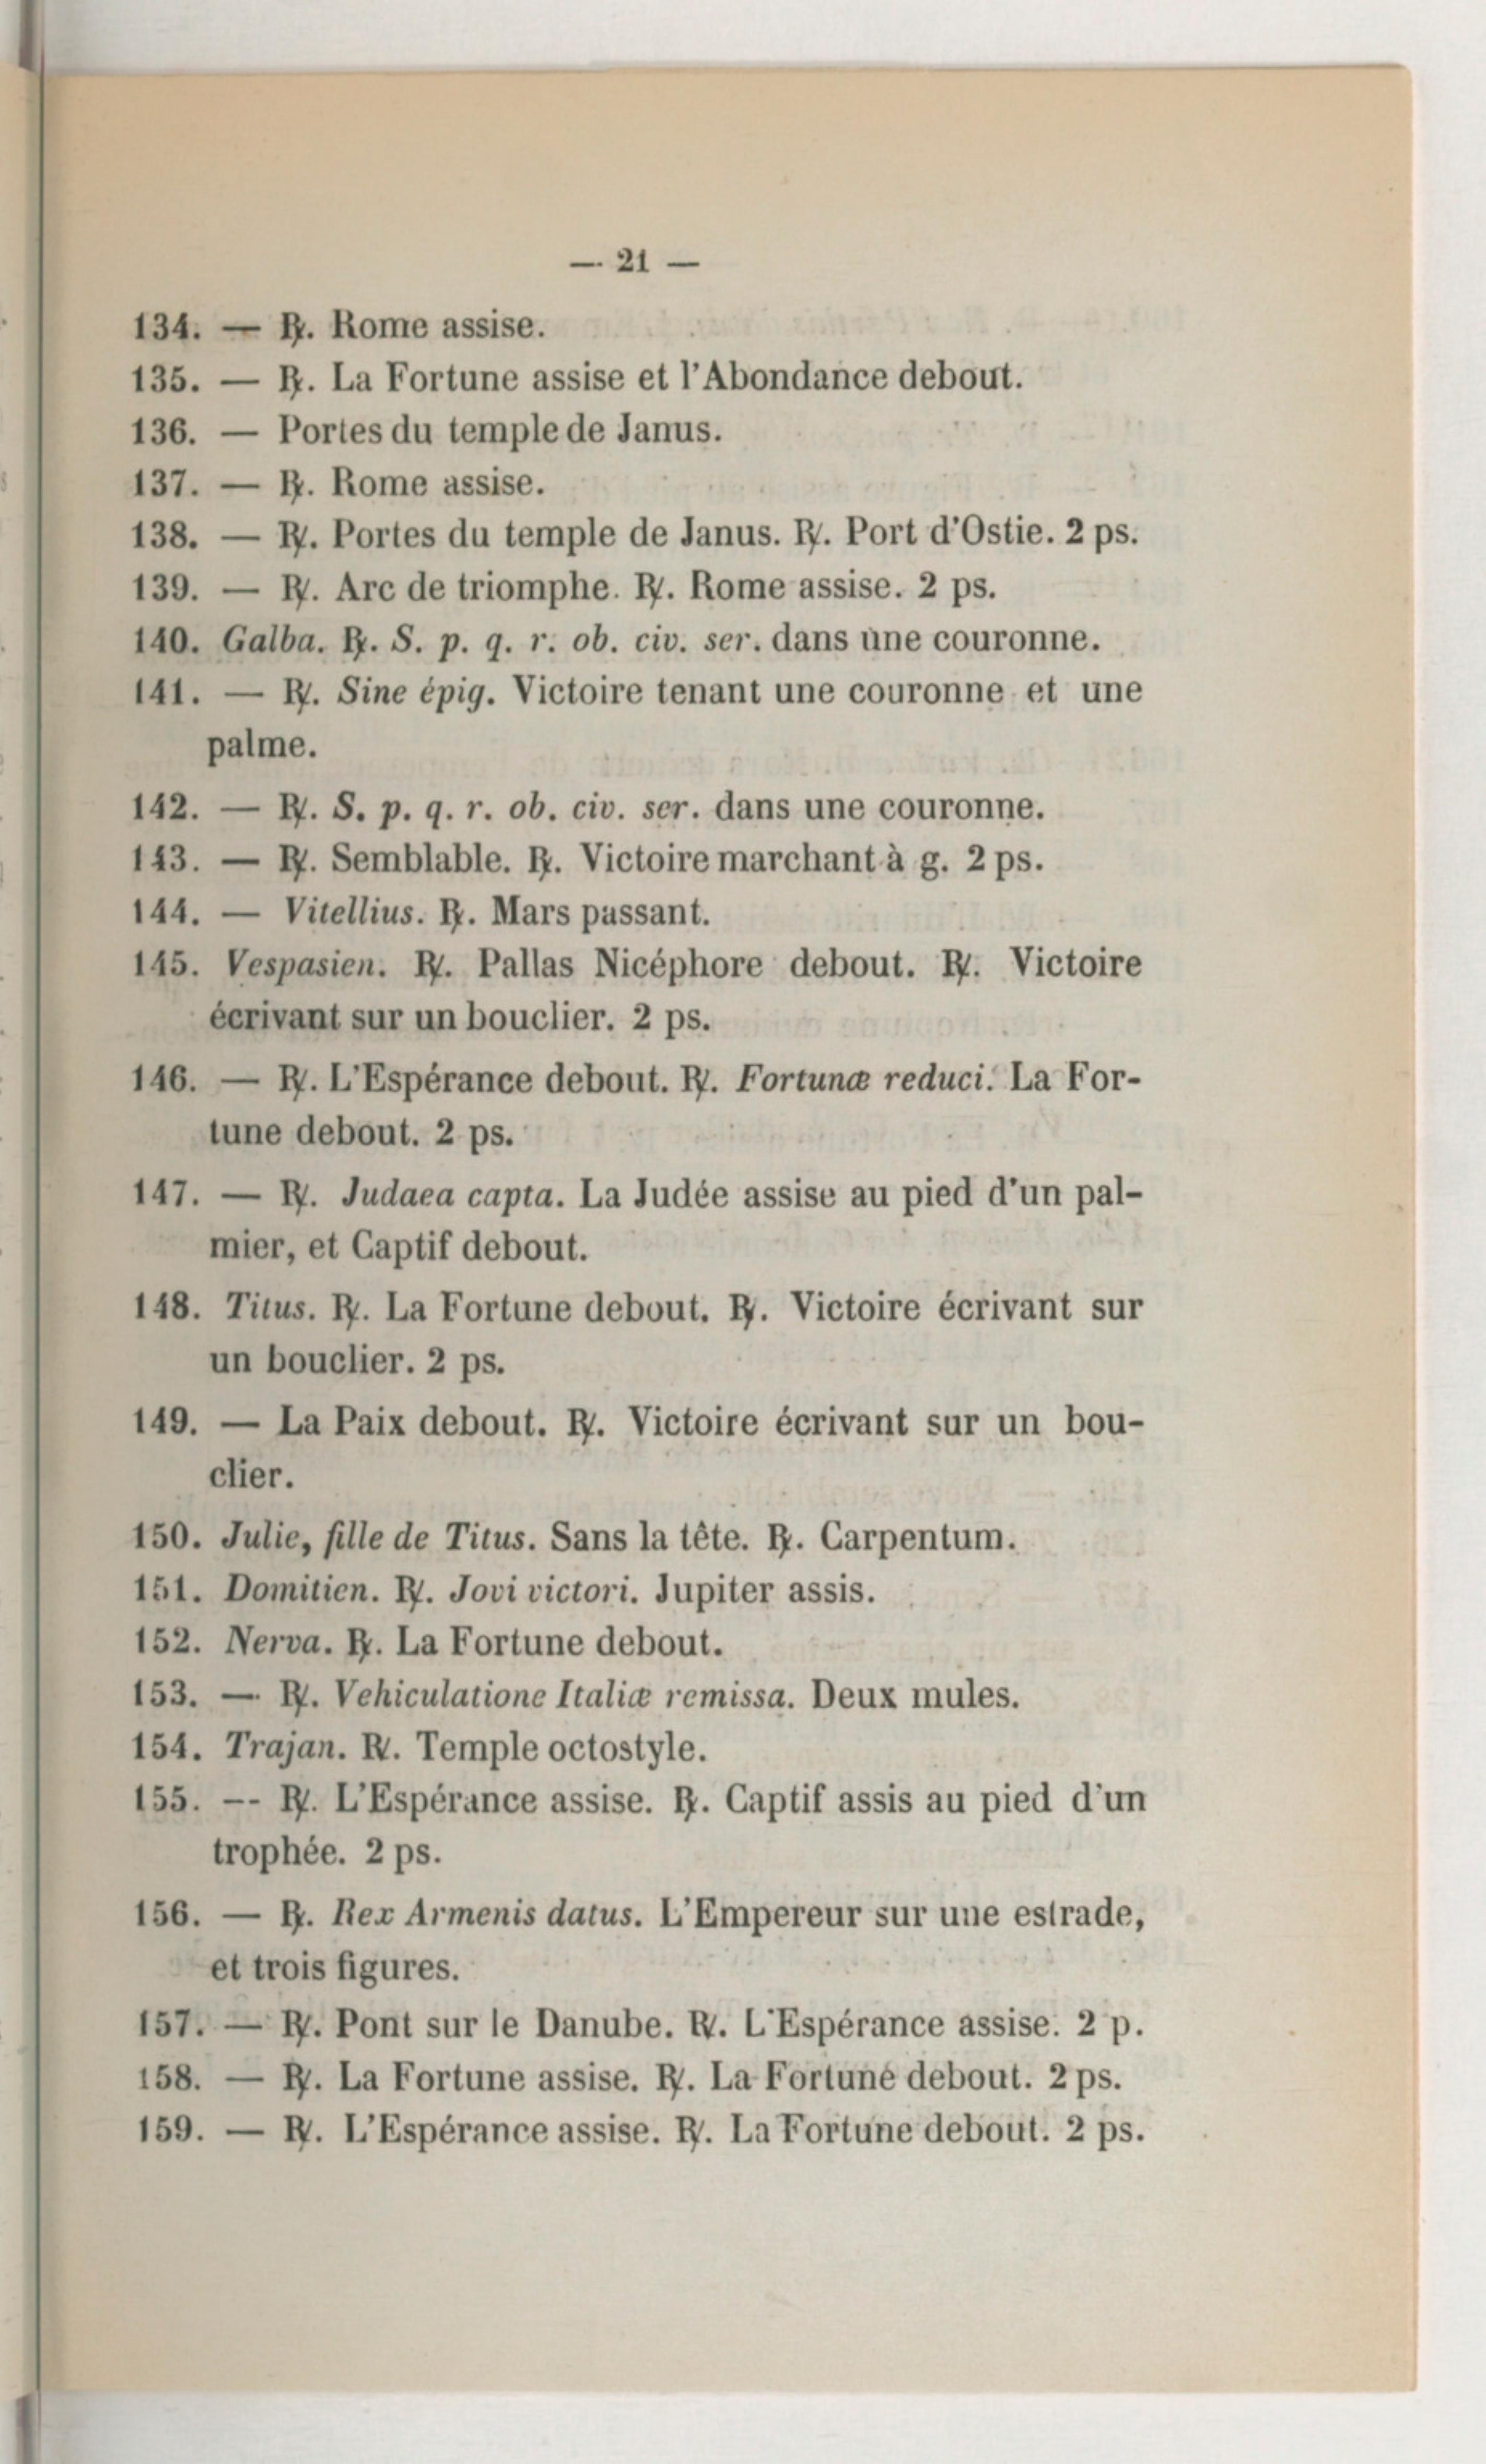 — 21 —
134. — ℞. Rome assise.
135. — ℞. La Fortune assise et l'Abondance debout.
136. — Portes du temple de Janus.
137. — ℞. Rome assise.
138. — ℞. Portes du temple de Janus. ℞. Port d'Ostie. 2 ps.
139. — ℞. Arc de triomphe. ℞. Rome assise. 2 ps.
140. Galba. ℞. S. p. q. r. ob. civ. ser. dans une couronne.
141. — ℞. Sine épig. Victoire tenant une couronne et une
palme.
142. — ℞. S. p. q. r. ob. civ. ser. dans une couronne.
143. — ℞. Semblable. ℞. Victoire marchant à g. 2 ps.
144. — Vitellius. ℞. Mars passant.
145. Vespasien. ℞. Pallas Nicéphore debout. ℞. Victoire
écrivant sur un bouclier. 2 ps.
146. — ℞. L'Espérance debout. ℞. Fortunæ reduci. La For-
tune debout. 2 ps.
147. — ℞. Judaea capta. La Judée assise au pied d'un pal-
mier, et Captif debout.
148. Titus. ℞. La Fortune debout. ℞. Victoire écrivant sur
un bouclier. 2 ps.
149. — La Paix debout. ℞. Victoire écrivant sur un bou-
clier.
150. Julie, fille de Titus. Sans la tête. ℞. Carpentum.
151. Domitien. ℞. Jovi victori. Jupiter assis.
152. Nerva. ℞. La Fortune debout.
153. — ℞. Vehiculatione Italiæ remissa. Deux mules.
154. Trajan. ℞. Temple octostyle.
155. -- ℞. L'Espérance assise. ℞. Captif assis au pied d'un
trophée. 2 ps.
156. — ℞. Rex Armenis datus. L'Empereur sur une estrade,
et trois figures.
157. — ℞. Pont sur le Danube. ℞. L'Espérance assise. 2 p.
158. — ℞. La Fortune assise. ℞. La Fortune debout. 2 ps.
159. — ℞. L'Espérance assise. ℞. La Fortune debout. 2 ps.